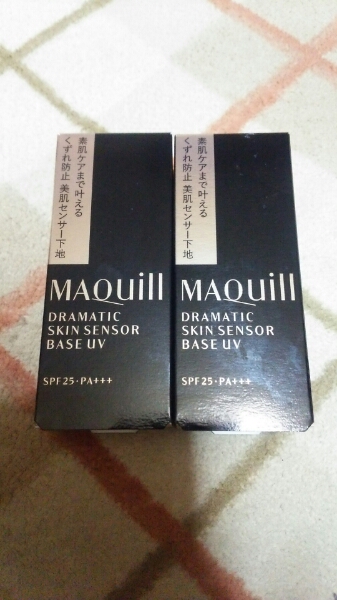 素肌ケアまで叶える
くずれ防止 美肌センサー下地
MAQuill
DRAMATIC
SKIN SENSOR
BASE UV
SPF25・PA+++
素肌ケアまで叶える
くずれ防止 美肌センサー下地
MAQuill
DRAMATIC
SKIN SENSOR
BASE UV
SPF25・PA+++